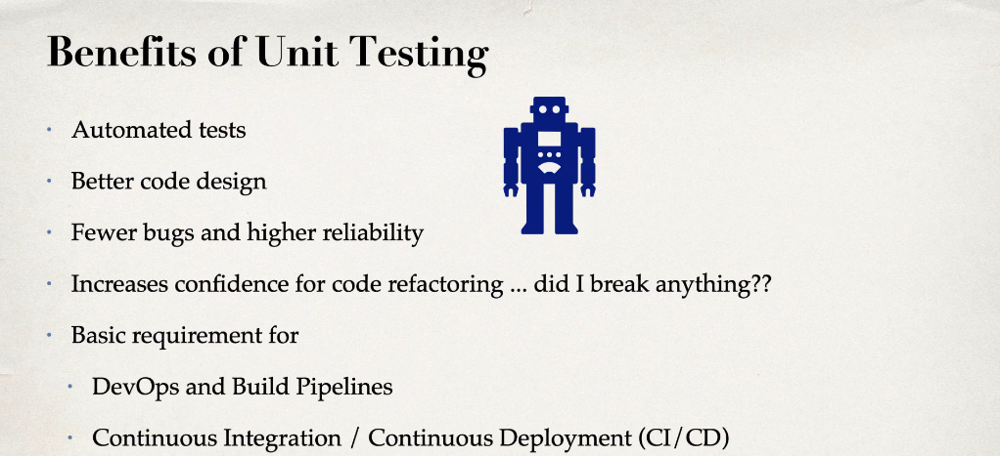 Benefits of Unit Testing
Automated tests
Better code design
Fewer bugs and higher reliability
Increases confidence for code refactoring ... did I break anything??
Basic requirement for
DevOps and Build Pipelines
Continuous Integration / Continuous Deployment (CI/CD)